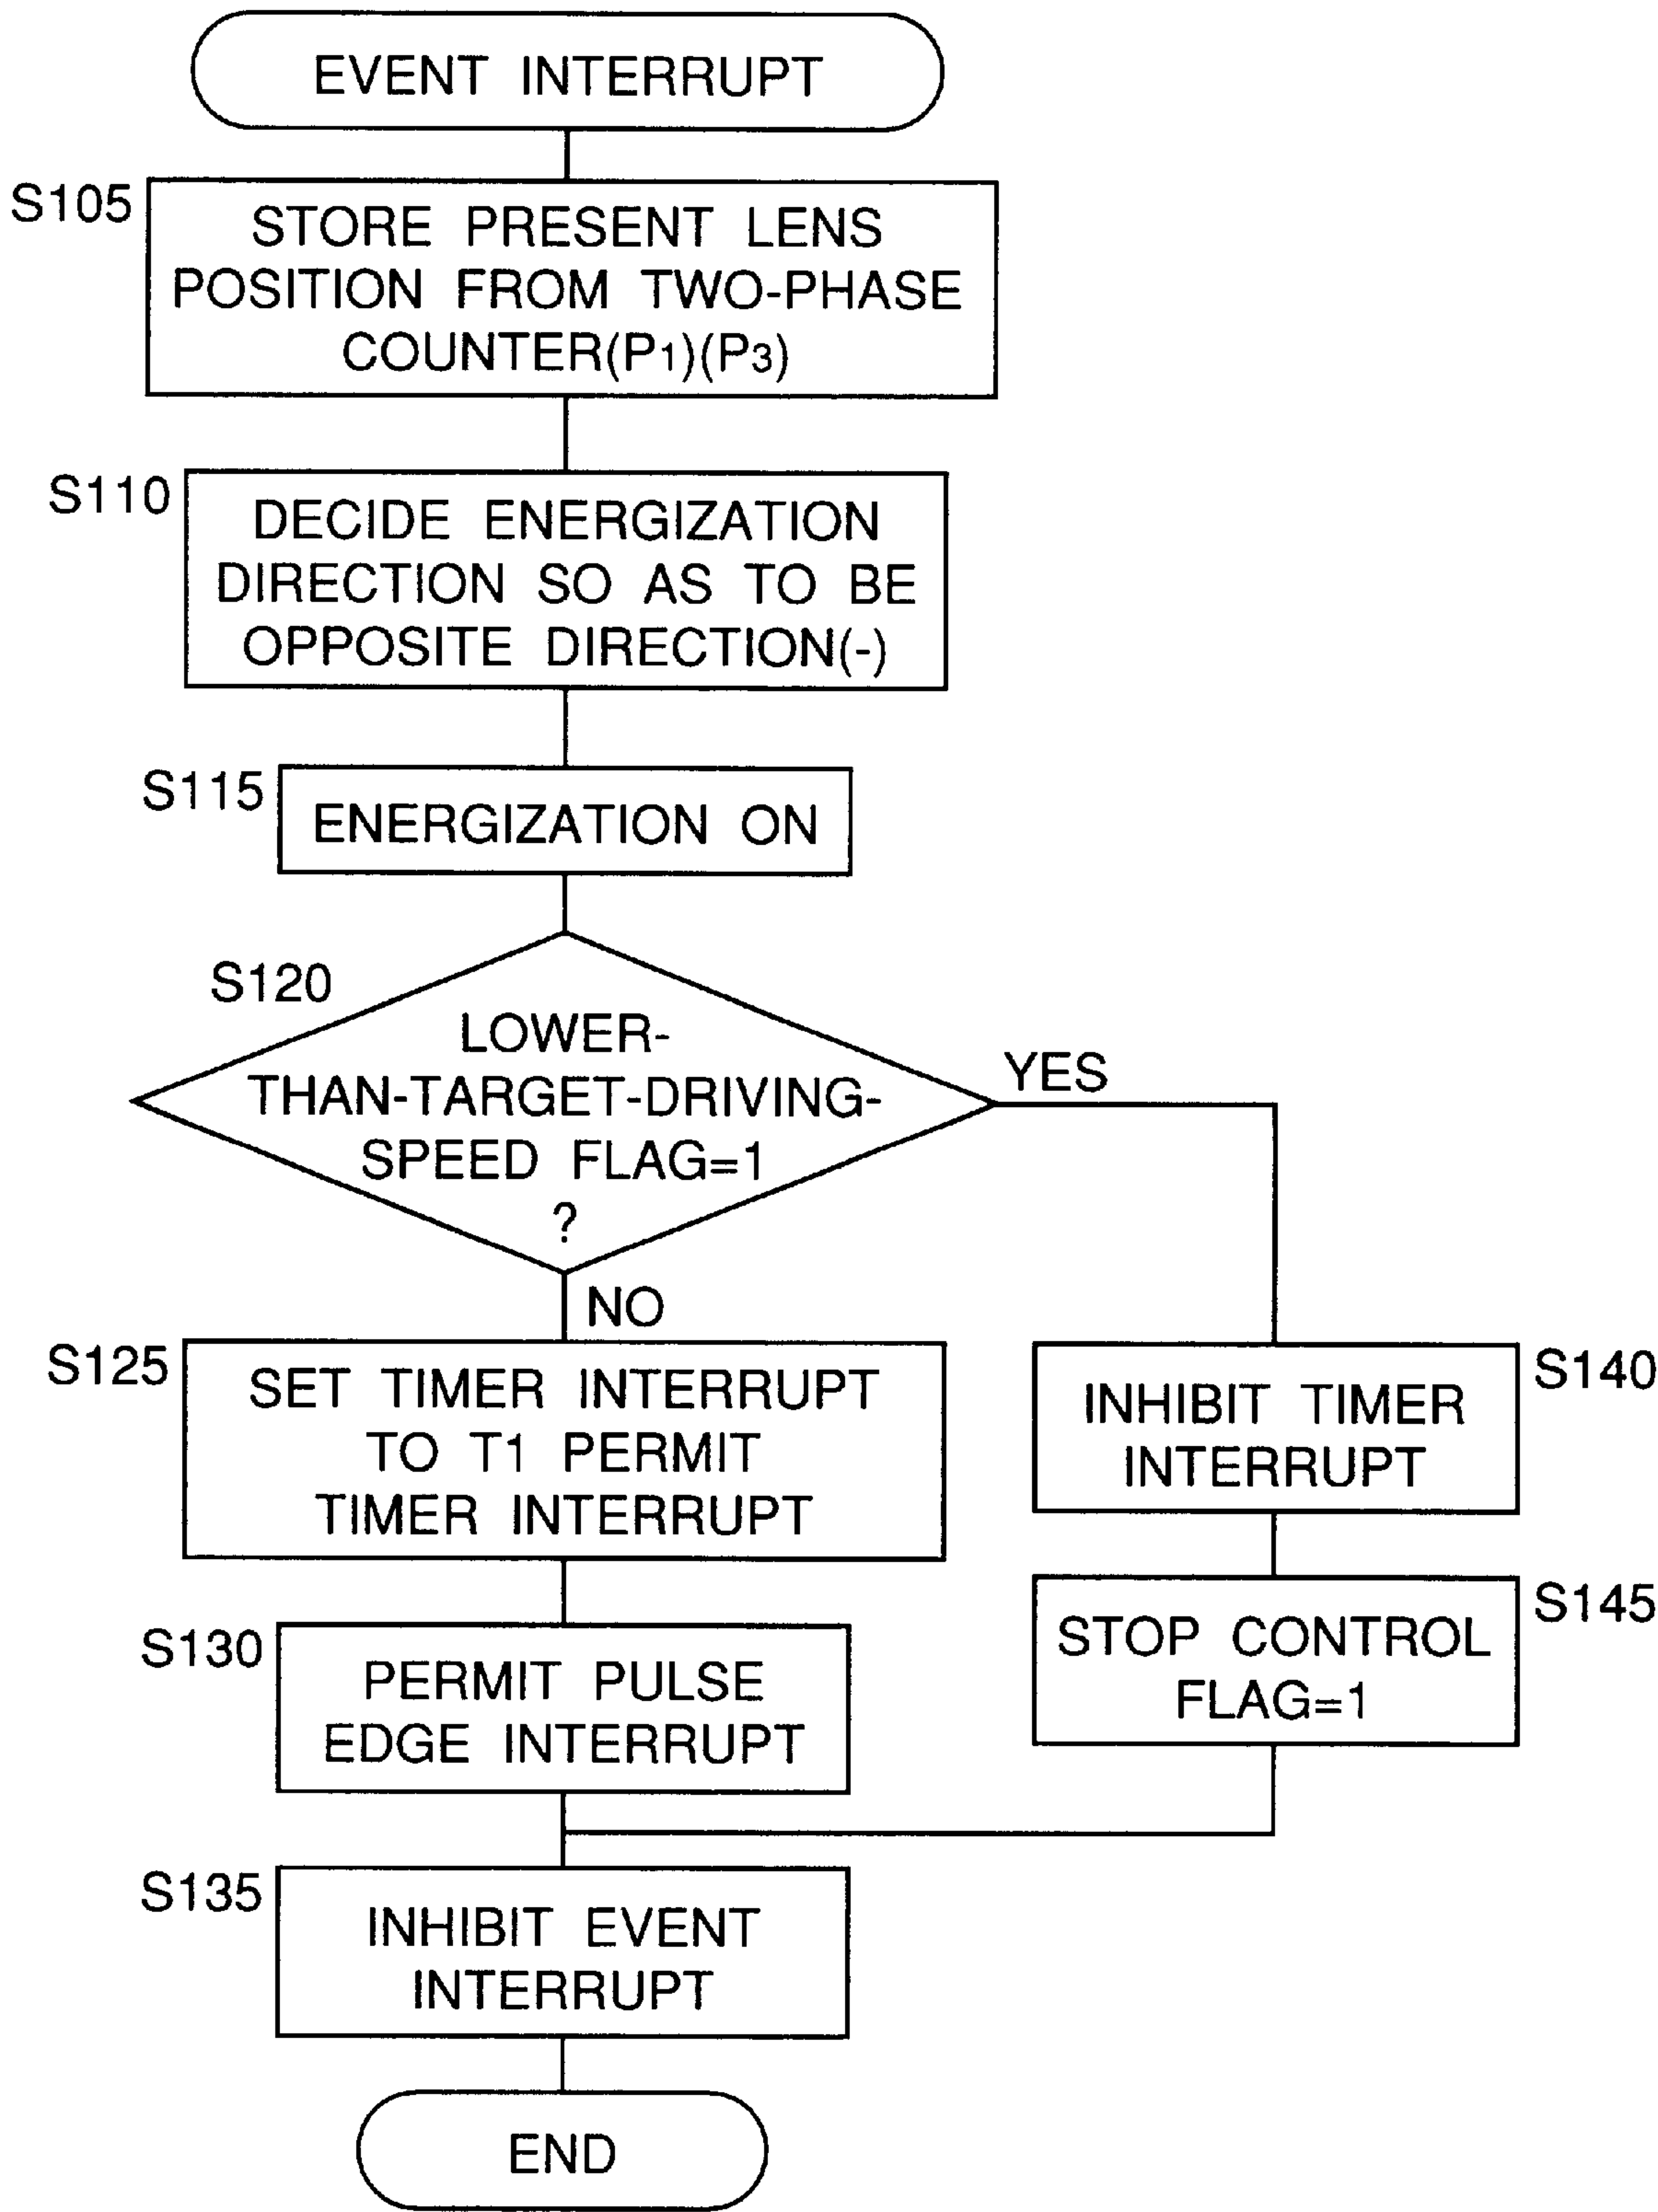 EVENT INTERRUPT
S105
STORE PRESENT LENS
POSITION FROM TWO-PHASE
COUNTER(P1)(P3)
S110
DECIDE ENERGIZATION
DIRECTION SO AS TO BE
OPPOSITE DIRECTION(-)
S115
ENERGIZATION ON
S120
LOWER-
THAN-TARGET-DRIVING-
SPEED FLAG=1
?
YES
NO
S125
SET TIMER INTERRUPT
TO T1 PERMIT
TIMER INTERRUPT
S140
INHIBIT TIMER
INTERRUPT
S130
PERMIT PULSE
EDGE INTERRUPT
S145
STOP CONTROL
FLAG=1
S135
INHIBIT EVENT
INTERRUPT
END